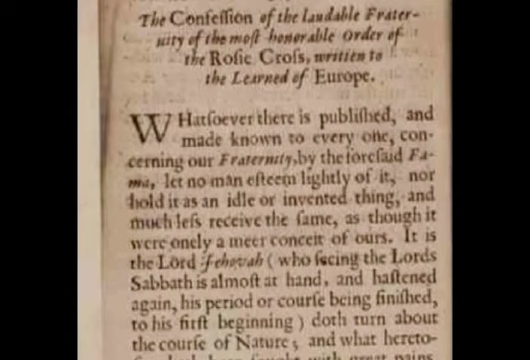 The Confeſſion of the laudable Frater-
nity of the moſt honorable Order of
the Roſie Croſs, written to
the Learned of Europe.
WHatſoever there is publiſhed, and
made known to every one, con-
cerning our Fraternity, by the foreſaid Fa-
ma, let no man eſteem lightly of it, nor
hold it as an idle or invented thing, and
much leſs receive the ſame, as though it
were onely a meer conceit of ours. It is
the Lord Jehovah (who ſeeing the Lords
Sabbath is almoſt at hand, and haſtened
again, his period or courſe being finiſhed,
to his firſt beginning) doth turn about
the courſe of Nature; and what hereto-
with great pains